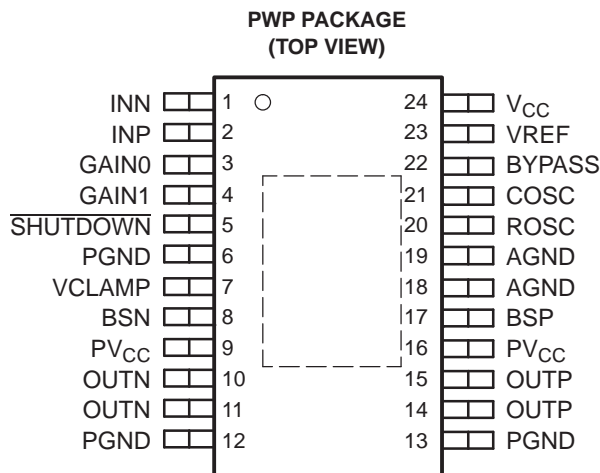 PWP PACKAGE
(TOP VIEW)
INN 1 24 VCC
INP 2 23 VREF
GAIN0 3 22 BYPASS
GAIN1 4 21 COSC
SHUTDOWN 5 20 ROSC
PGND 6 19 AGND
VCLAMP 7 18 AGND
BSN 8 17 BSP
PVCC 9 16 PVCC
OUTN 10 15 OUTP
OUTN 11 14 OUTP
PGND 12 13 PGND